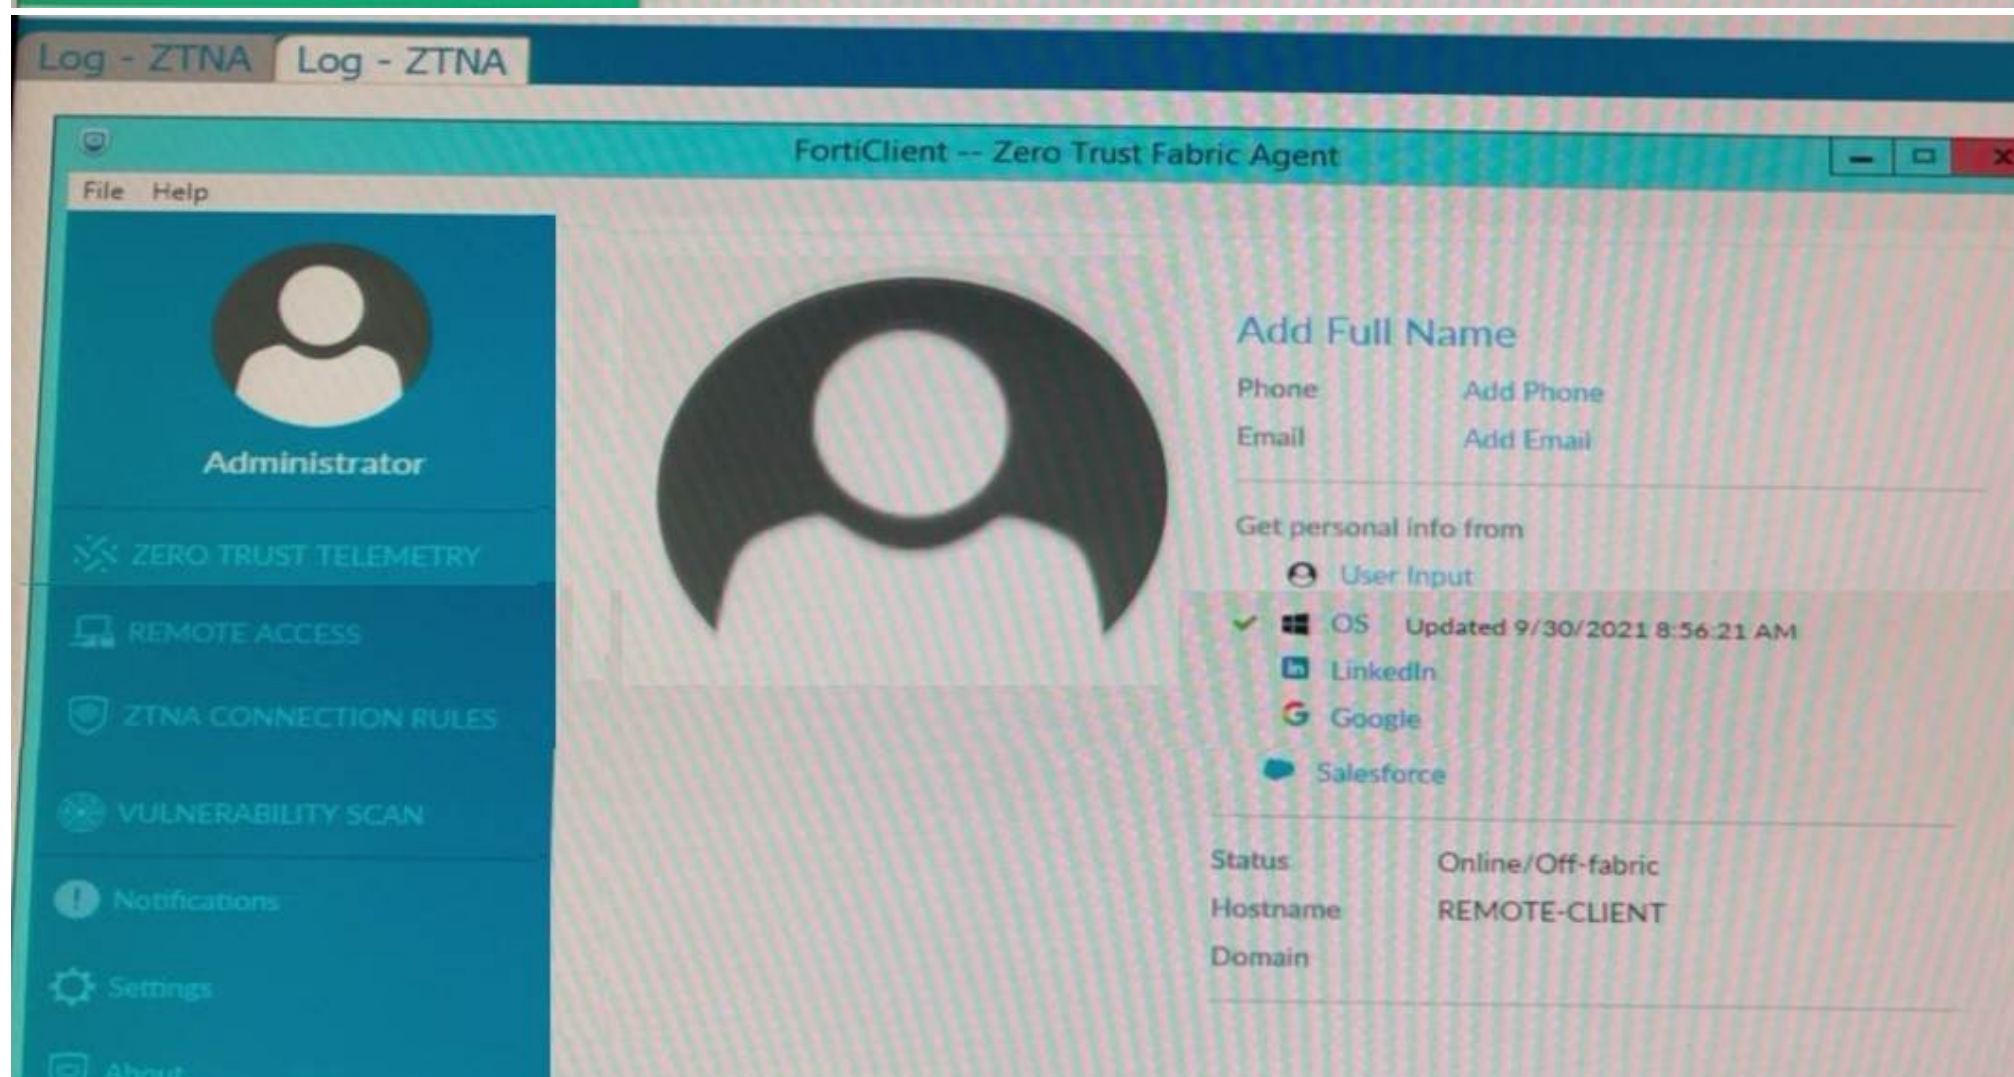 Log - ZTNA
Log - ZTNA
FortiClient -- Zero Trust Fabric Agent
File Help
Administrator
ZERO TRUST TELEMETRY
REMOTE ACCESS
ZTNA CONNECTION RULES
VULNERABILITY SCAN
Notifications
Settings
About
Add Full Name
Phone Add Phone
Email Add Email
Get personal info from
User Input
OS Updated 9/30/2021 8:56:21 AM
LinkedIn
Google
Salesforce
Status Online/Off-fabric
Hostname REMOTE-CLIENT
Domain